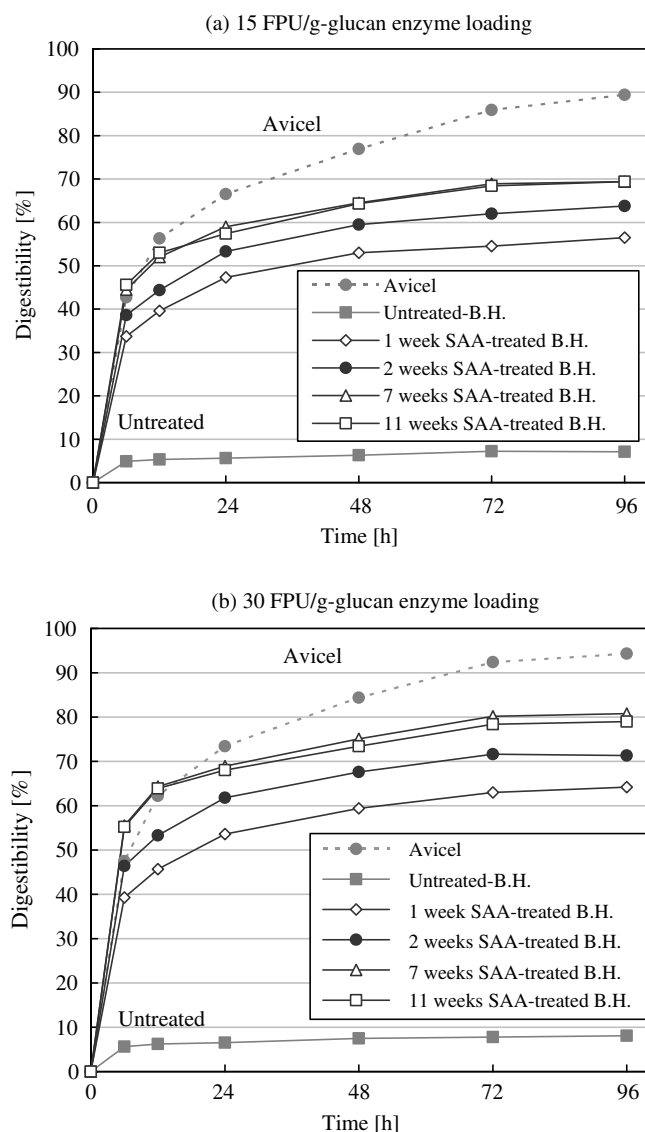 (a) 15 FPU/g-glucan enzyme loading
100
90
80
70
60
50
40
30
20
10
0
Digestibility [%]
Avicel
Untreated
Avicel
Untreated-B.H.
1 week SAA-treated B.H.
2 weeks SAA-treated B.H.
7 weeks SAA-treated B.H.
11 weeks SAA-treated B.H.
0 24 48 72 96
Time [h]
(b) 30 FPU/g-glucan enzyme loading
100
90
80
70
60
50
40
30
20
10
0
Digestibility [%]
Avicel
Untreated
Avicel
Untreated-B.H.
1 week SAA-treated B.H.
2 weeks SAA-treated B.H.
7 weeks SAA-treated B.H.
11 weeks SAA-treated B.H.
0 24 48 72 96
Time [h]